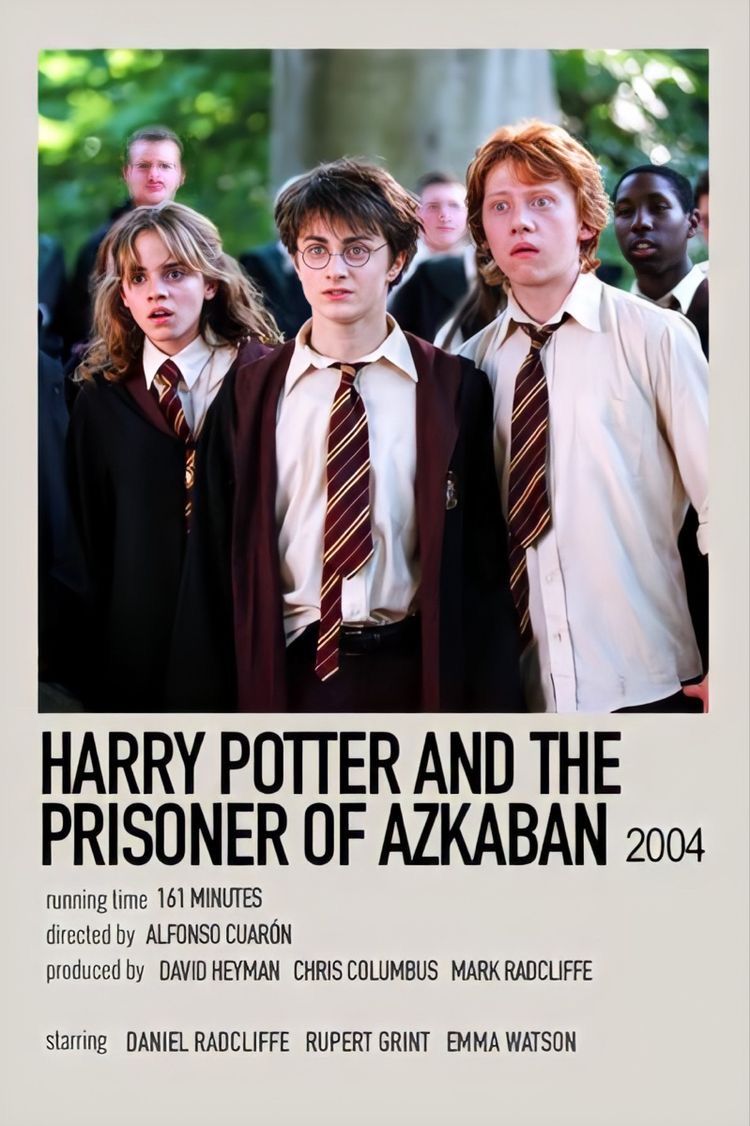 HARRY POTTER AND THE
PRISONER OF AZKABAN 2004
running time 161 MINUTES
directed by ALFONSO CUARÓN
produced by DAVID HEYMAN CHRIS COLUMBUS MARK RADCLIFFE
starring DANIEL RADCLIFFE RUPERT GRINT EMMA WATSON